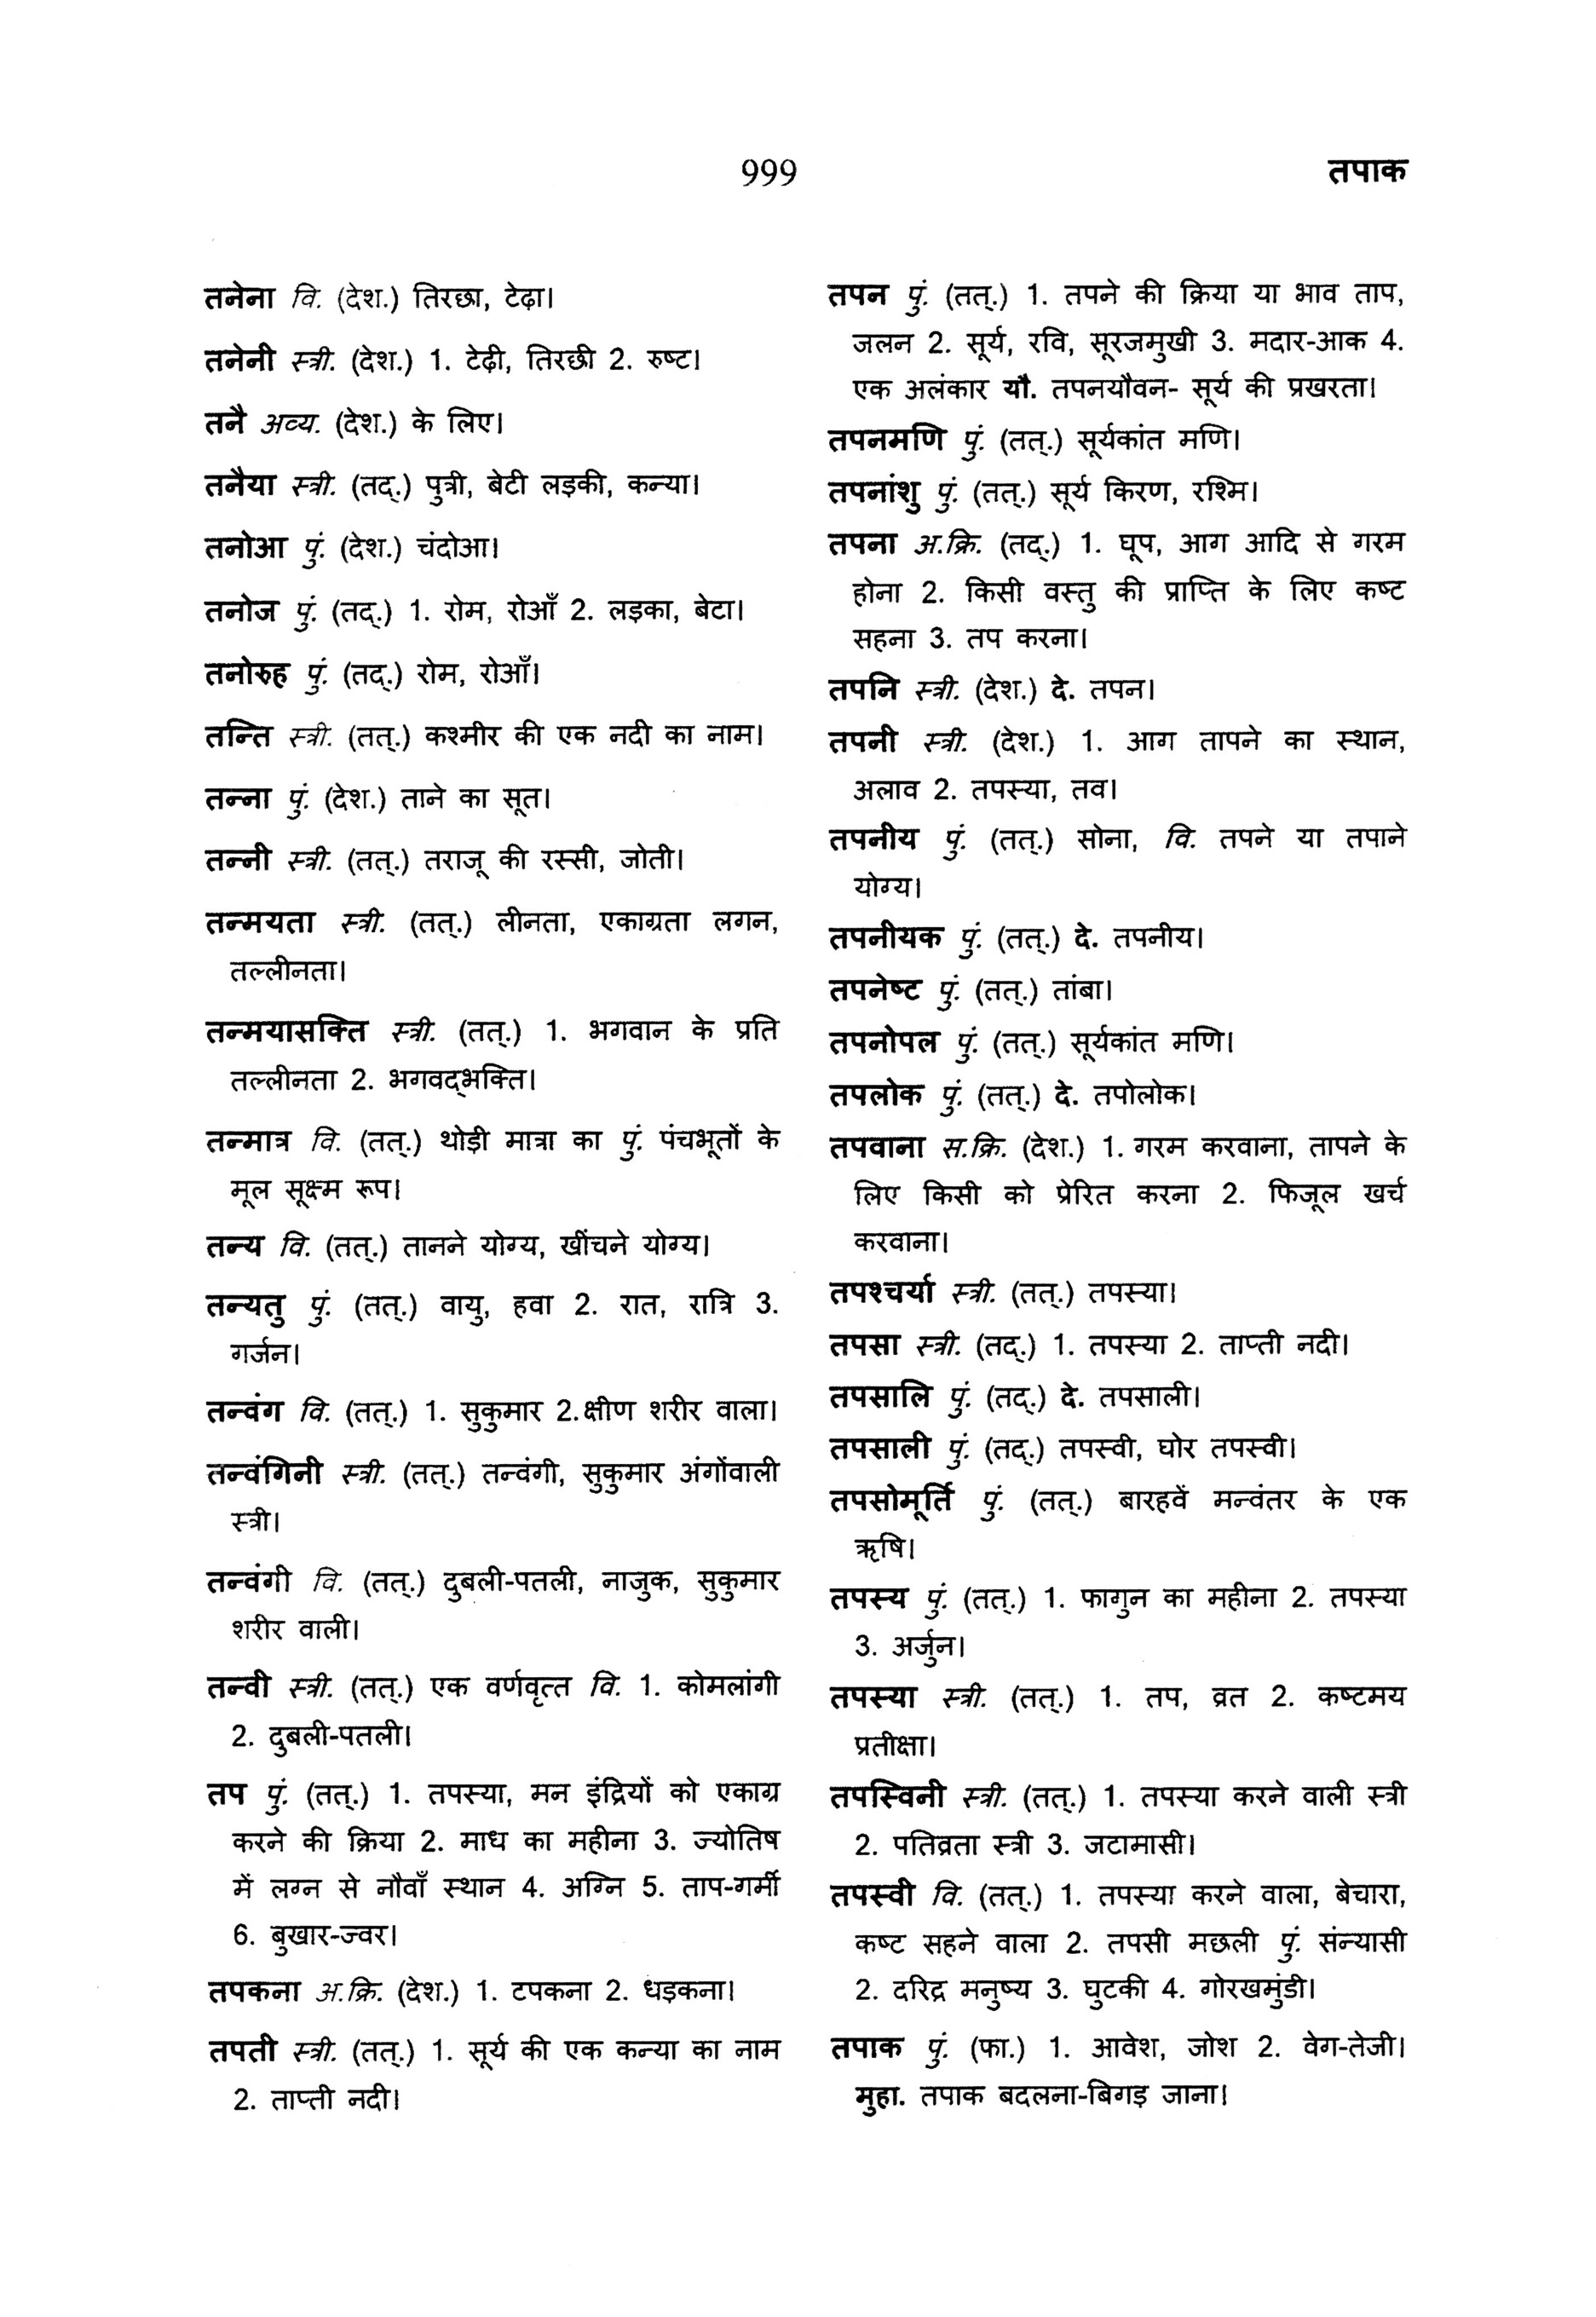 999
तपाक
तनेना वि. (देश.) तिरछा, टेढ़ा।
तनेनी स्त्री. (देश.) 1. टेढ़ी, तिरछी 2. रुष्ट।
तनै अव्य. (देश.) के लिए।
तनैया स्त्री. (तद्.) पुत्री, बेटी लड़की, कन्या।
तनोआ पुं. (देश.) चंदोआ।
तनोज पुं. (तद्.) 1. रोम, रोआँ 2. लड़का, बेटा।
तनोरुह पुं. (तद्.) रोम, रोआँ।
तन्ति स्त्री. (तत्.) कश्मीर की एक नदी का नाम।
तन्ना पुं. (देश.) ताने का सूत।
तन्नी स्त्री. (तत्.) तराजू की रस्सी, जोती।
तन्मयता स्त्री. (तत्.) लीनता, एकाग्रता लगन,
तल्लीनता।
तन्मयासक्ति स्त्री. (तत्.) 1. भगवान के प्रति
तल्लीनता 2. भगवद्भक्ति।
तन्मात्र वि. (तत्.) थोड़ी मात्रा का पुं. पंचभूतों के
मूल सूक्ष्म रूप।
तन्य वि. (तत्.) तानने योग्य, खींचने योग्य।
तन्यतु पुं. (तत्.) वायु, हवा 2. रात, रात्रि 3.
गर्जन।
तन्वंग वि. (तत्.) 1. सुकुमार 2.क्षीण शरीर वाला।
तन्वंगिनी स्त्री. (तत्.) तन्वंगी, सुकुमार अंगोंवाली
स्त्री।
तन्वंगी वि. (तत्.) दुबली-पतली, नाजुक, सुकुमार
शरीर वाली।
तन्वी स्त्री. (तत्.) एक वर्णवृत्त वि. 1. कोमलांगी
2. दुबली-पतली।
तप पुं. (तत्.) 1. तपस्या, मन इंद्रियों को एकाग्र
करने की क्रिया 2. माध का महीना 3. ज्योतिष
में लग्न से नौवाँ स्थान 4. अग्नि 5. ताप-गर्मी
6. बुखार-ज्वर।
तपकना अ.क्रि. (देश.) 1. टपकना 2. धड़कना।
तपती स्त्री. (तत्.) 1. सूर्य की एक कन्या का नाम
2. ताप्ती नदी।
तपन पुं. (तत्.) 1. तपने की क्रिया या भाव ताप,
जलन 2. सूर्य, रवि, सूरजमुखी 3. मदार-आक 4.
एक अलंकार यौ. तपनयौवन- सूर्य की प्रखरता।
तपनमणि पुं. (तत्.) सूर्यकांत मणि।
तपनांशु पुं. (तत्.) सूर्य किरण, रश्मि।
तपना अ.क्रि. (तद्.) 1. घूप, आग आदि से गरम
होना 2. किसी वस्तु की प्राप्ति के लिए कष्ट
सहना 3. तप करना।
तपनि स्त्री. (देश.) दे. तपन।
तपनी स्त्री. (देश.) 1. आग तापने का स्थान,
अलाव 2. तपस्या, तव।
तपनीय पुं. (तत्.) सोना, वि. तपने या तपाने
योग्य।
तपनीयक पुं. (तत्.) दे. तपनीय।
तपनेष्ट पुं. (तत्.) तांबा।
तपनोपल पुं. (तत्.) सूर्यकांत मणि।
तपलोक पुं. (तत्.) दे. तपोलोक।
तपवाना स.क्रि. (देश.) 1. गरम करवाना, तापने के
लिए किसी को प्रेरित करना 2. फिजूल खर्च
करवाना।
तपश्चर्या स्त्री. (तत्.) तपस्या।
तपसा स्त्री. (तद्.) 1. तपस्या 2. ताप्ती नदी।
तपसालि पुं. (तद्.) दे. तपसाली।
तपसाली पुं. (तद्.) तपस्वी, घोर तपस्वी।
तपसोमूर्ति पुं. (तत्.) बारहवें मन्वंतर के एक
ऋषि।
तपस्य पुं. (तत्.) 1. फागुन का महीना 2. तपस्या
3. अर्जुन।
तपस्या स्त्री. (तत्.) 1. तप, व्रत 2. कष्टमय
प्रतीक्षा।
तपस्विनी स्त्री. (तत्.) 1. तपस्या करने वाली स्त्री
2. पतिव्रता स्त्री 3. जटामासी।
तपस्वी वि. (तत्.) 1. तपस्या करने वाला, बेचारा,
कष्ट सहने वाला 2. तपसी मछली पुं. संन्यासी
2. दरिद्र मनुष्य 3. घुटकी 4. गोरखमुंडी।
तपाक पुं. (फा.) 1. आवेश, जोश 2. वेग-तेजी।
मुहा. तपाक बदलना-बिगड़ जाना।